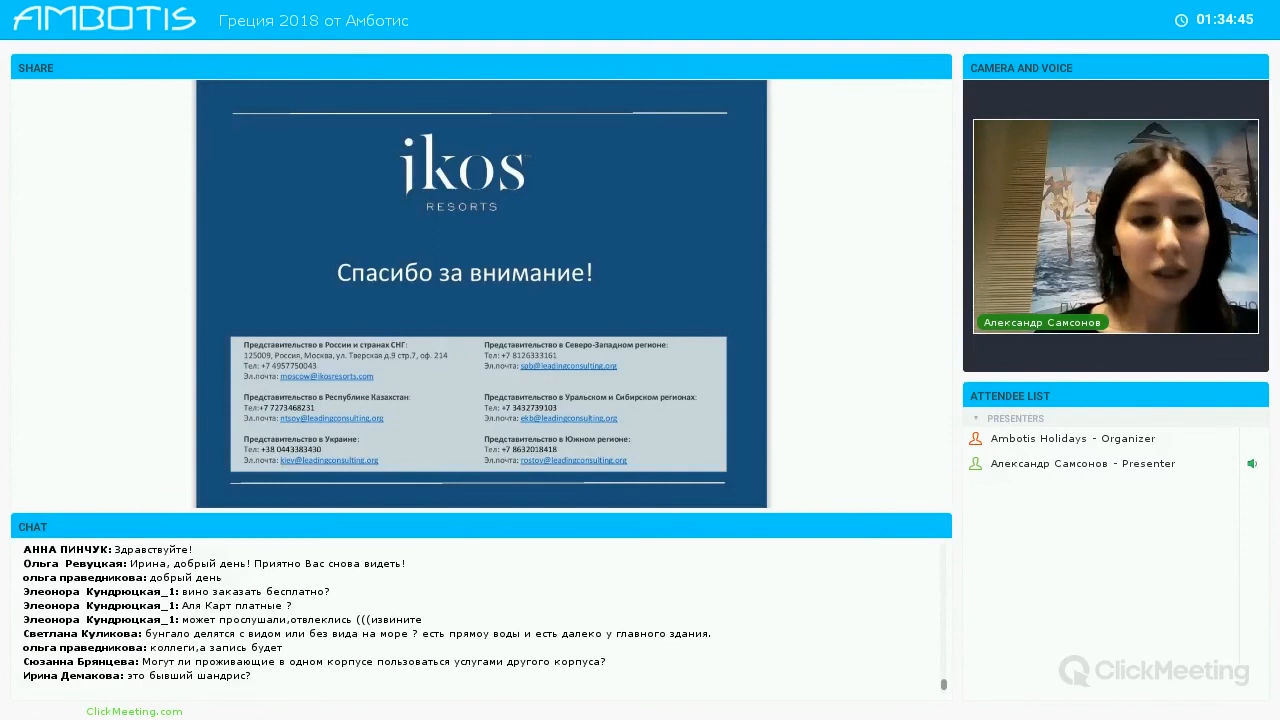 AMBOTIS
Греция 2018 от Амботис
01:34:45
SHARE
ikos
RESORTS
Спасибо за внимание!
Представительство в России и странах СНГ:
125009, Россия, Москва, ул. Тверская д.9 стр.7, оф. 214
Тел: +7 4957750043
Эл.почта: moscow@ikosresorts.com
Представительство в Республике Казахстан:
Тел:+7 7273468231
Эл.почта: ntsoy@leadingconsulting.org
Представительство в Украине:
Тел: +38 0443383430
Эл.почта: kiev@leadingconsulting.org
Представительство в Северо-Западном регионе:
Тел: +7 8126333161
Эл.почта: spb@leadingconsulting.org
Представительство в Уральском и Сибирском регионах:
Тел: +7 3432739103
Эл.почта: ekb@leadingconsulting.org
Представительство в Южном регионе:
Тел: +7 8632018418
Эл.почта: rostov@leadingconsulting.org
CAMERA AND VOICE
Александр Самсонов
ATTENDEE LIST
PRESENTERS
Ambotis Holidays - Organizer
Александр Самсонов - Presenter
CHAT
АННА ПИНЧУК: Здравствуйте!
Ольга Ревуцкая: Ирина, добрый день! Приятно Вас снова видеть!
ольга праведникова: добрый день
Элеонора Кундрюцкая_1: вино заказать бесплатно?
Элеонора Кундрюцкая_1: Аля Карт платные ?
Элеонора Кундрюцкая_1: может прослушали,отвлеклись (((извините
Светлана Куликова: бунгало делятся с видом или без вида на море ? есть прямоу воды и есть далеко у главного здания.
ольга праведникова: коллеги,а запись будет
Сюзанна Брянцева: Могут ли проживающие в одном корпусе пользоваться услугами другого корпуса?
Ирина Демакова: это бывший шандрис?
ClickMeeting
ClickMeeting.com